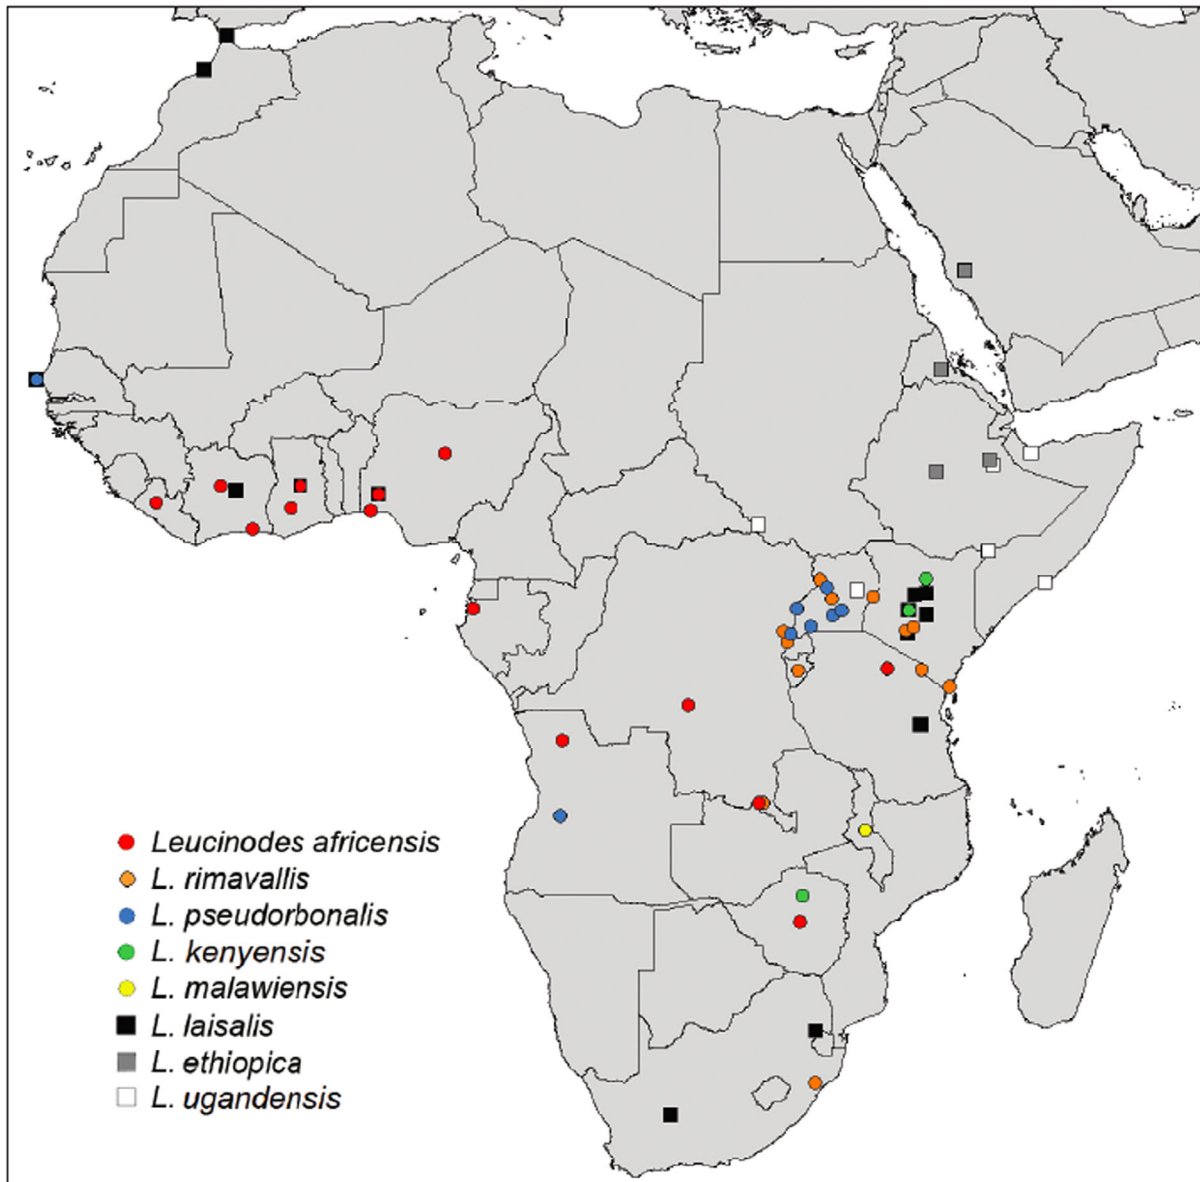 Leucinodes africensis
L. rimavallis
L. pseudorbonalis
L. kenyensis
L. malawiensis
L. laisalis
L. ethiopica
L. ugandensis